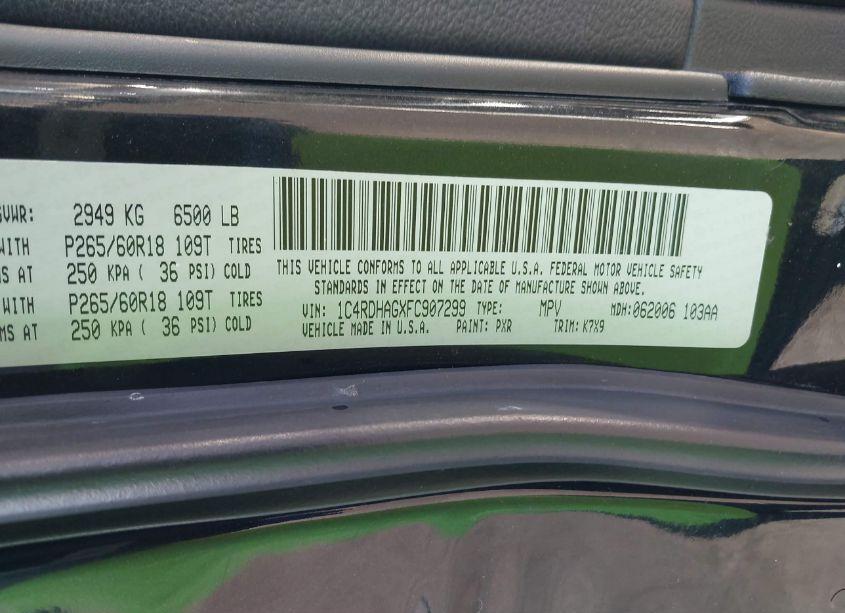 GVWR: 2949 KG 6500 LB
WITH P265/60R18 109T TIRES
MS AT 250 KPA ( 36 PSI) COLD
WITH P265/60R18 109T TIRES
MS AT 250 KPA ( 36 PSI) COLD
THIS VEHICLE CONFORMS TO ALL APPLICABLE U.S.A. FEDERAL MOTOR VEHICLE SAFETY
STANDARDS IN EFFECT ON THE DATE OF MANUFACTURE SHOWN ABOVE.
VIN: 1C4RDHAGXFC907299 TYPE: MPV MDH:062006 103AA
VEHICLE MADE IN U.S.A. PAINT: PXR TRIM: K7X9